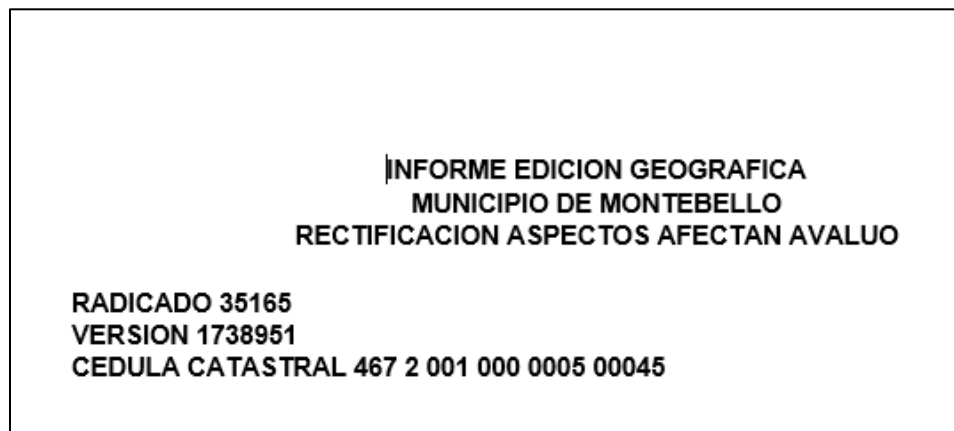 INFORME EDICION GEOGRAFICA
MUNICIPIO DE MONTEBELLO
RECTIFICACION ASPECTOS AFECTAN AVALUO
RADICADO 35165
VERSION 1738951
CEDULA CATASTRAL 467 2 001 000 0005 00045